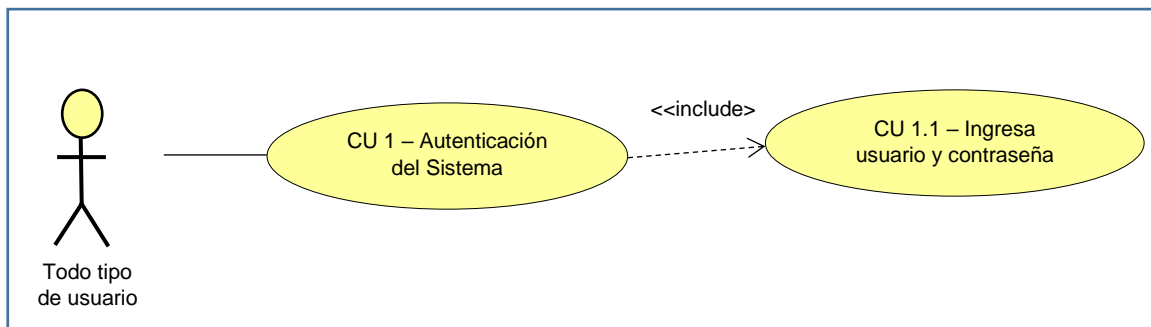 <<include>
CU 1 – Autenticación
del Sistema
CU 1.1 – Ingresa
usuario y contraseña
Todo tipo
de usuario